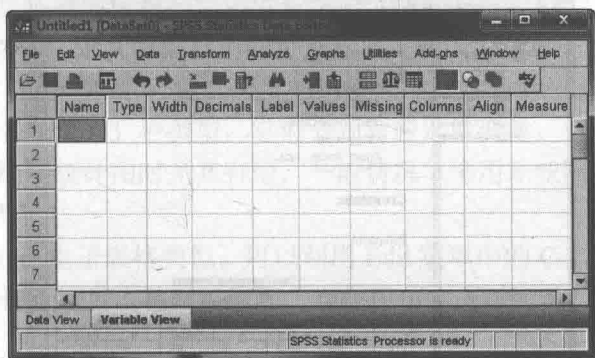 Untitled1 [DataSet0] - SPSS Statistics Data Editor
File Edit View Data Transform Analyze Graphs Utilities Add-ons Window Help
Name Type Width Decimals Label Values Missing Columns Align Measure
1
2
3
4
5
6
7
Data View Variable View
SPSS Statistics Processor is ready